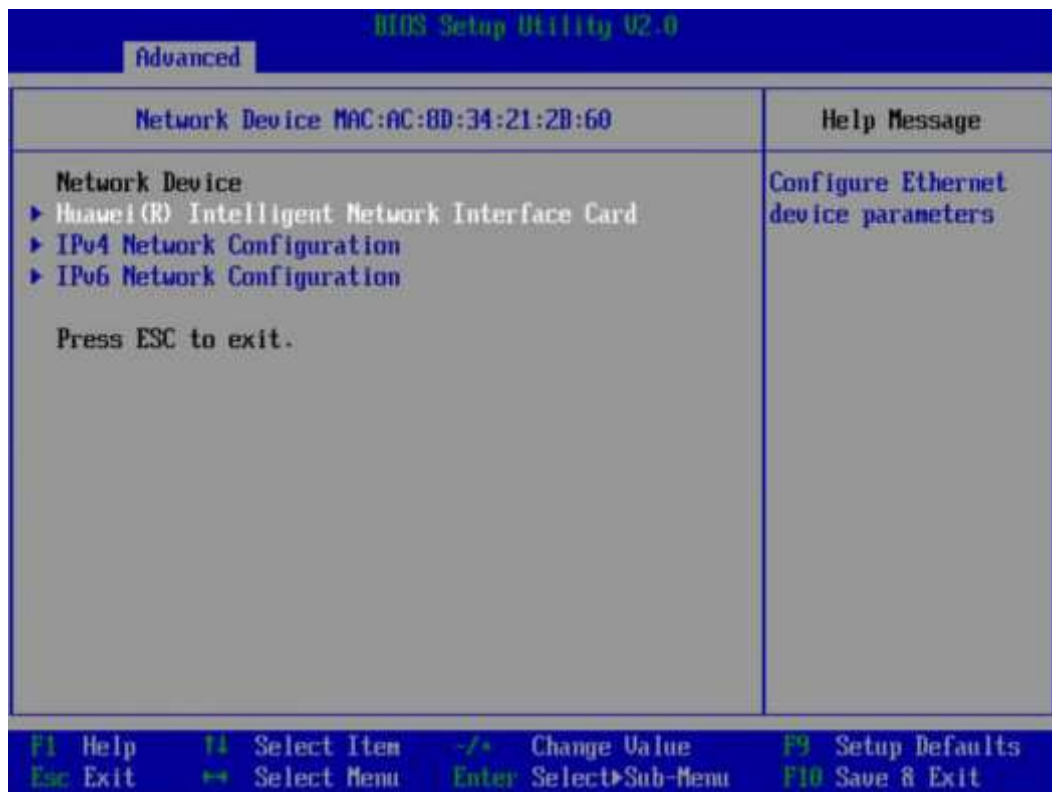 BIOS Setup Utility V2.0
Advanced
Network Device MAC:AC:8D:34:21:2B:60
Help Message
Network Device
Configure Ethernet
▶ Huawei(R) Intelligent Network Interface Card
device parameters
▶ IPv4 Network Configuration
▶ IPv6 Network Configuration
Press ESC to exit.
F1 Help ↑↓ Select Item -/+ Change Value F9 Setup Defaults
Esc Exit ←→ Select Menu Enter Select▶Sub-Menu F10 Save & Exit